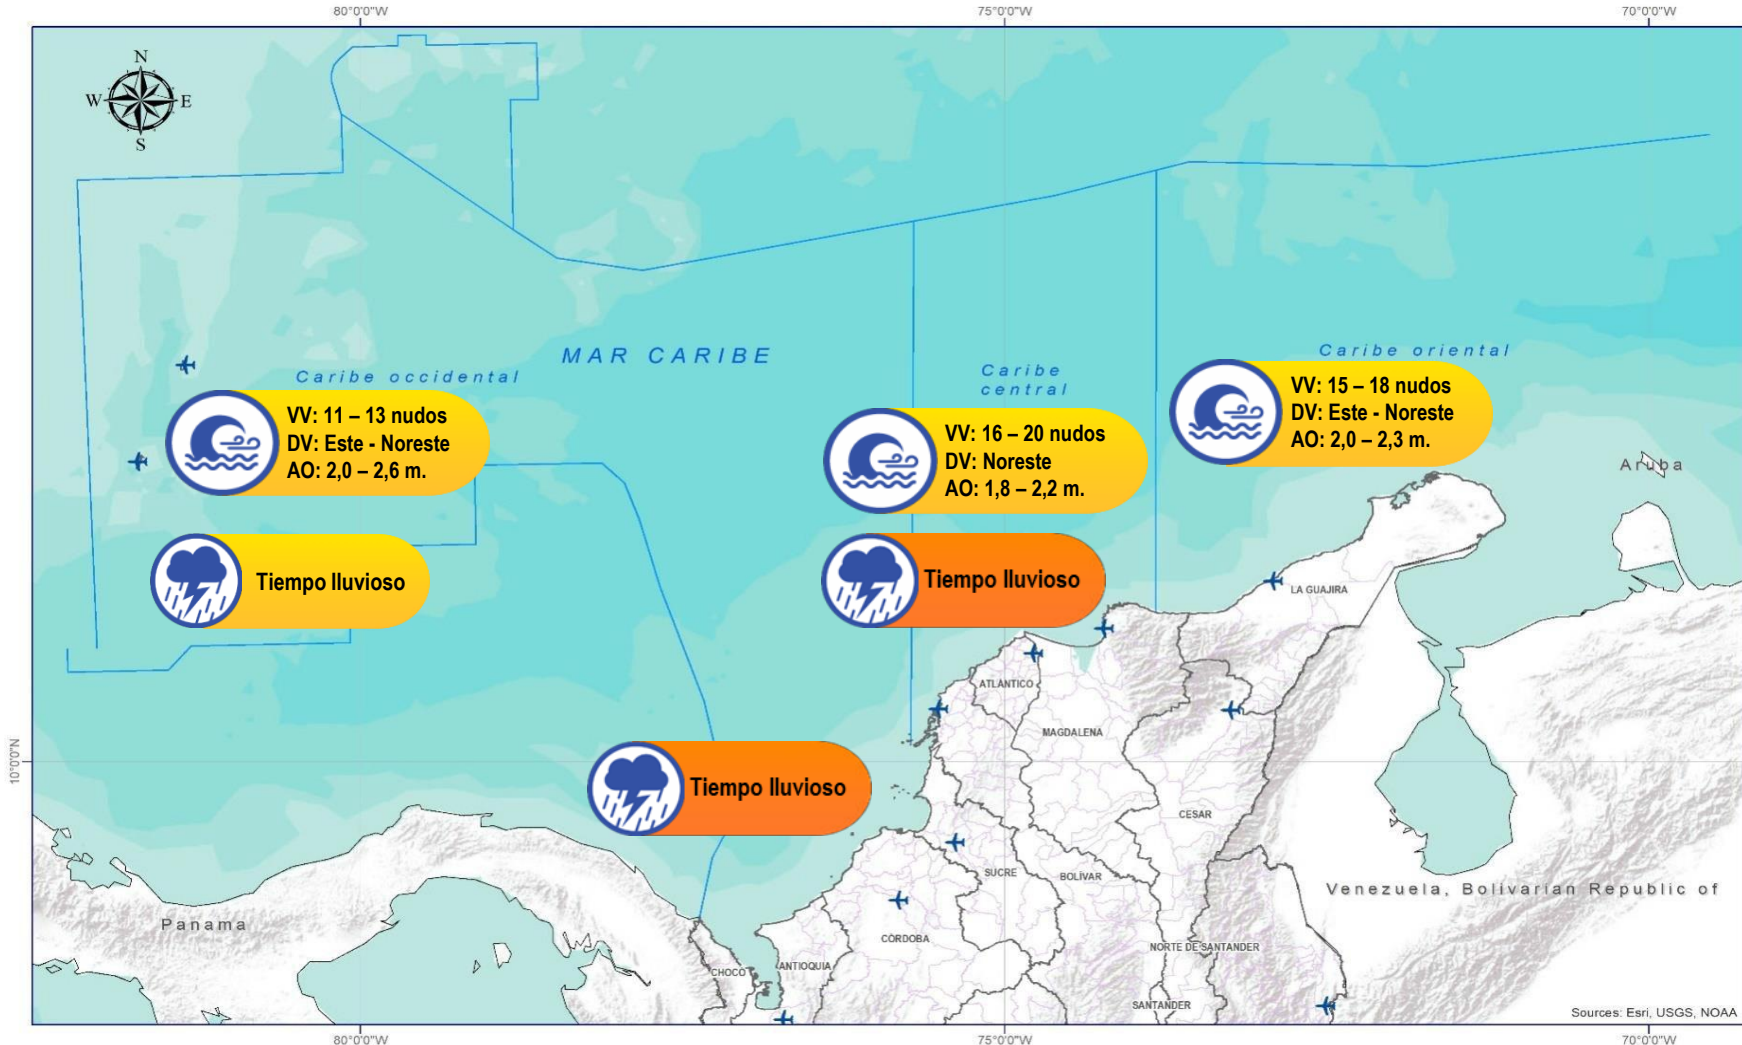 80°0'0"W
75°0'0"W
70°0'0"W
N
W
E
S
MAR CARIBE
Caribe oriental
Caribe occidental
Caribe
central
VV: 15 – 18 nudos
DV: Este - Noreste
AO: 2,0 – 2,3 m.
VV: 11 – 13 nudos
DV: Este - Noreste
AO: 2,0 – 2,6 m.
VV: 16 – 20 nudos
DV: Noreste
AO: 1,8 – 2,2 m.
Aruba
Tiempo lluvioso
Tiempo lluvioso
LA GUAJIRA
ATLÁNTICO
MAGDALENA
10°0'0"N
Tiempo lluvioso
CESAR
SUCRE
BOLÍVAR
Venezuela, Bolivarian Republic of
Panama
CÓRDOBA
NORTE DE SANTANDER
CHOCÓ
ANTIOQUIA
SANTANDER
Sources: Esri, USGS, NOAA
80°0'0"W
75°0'0"W
70°0'0"W